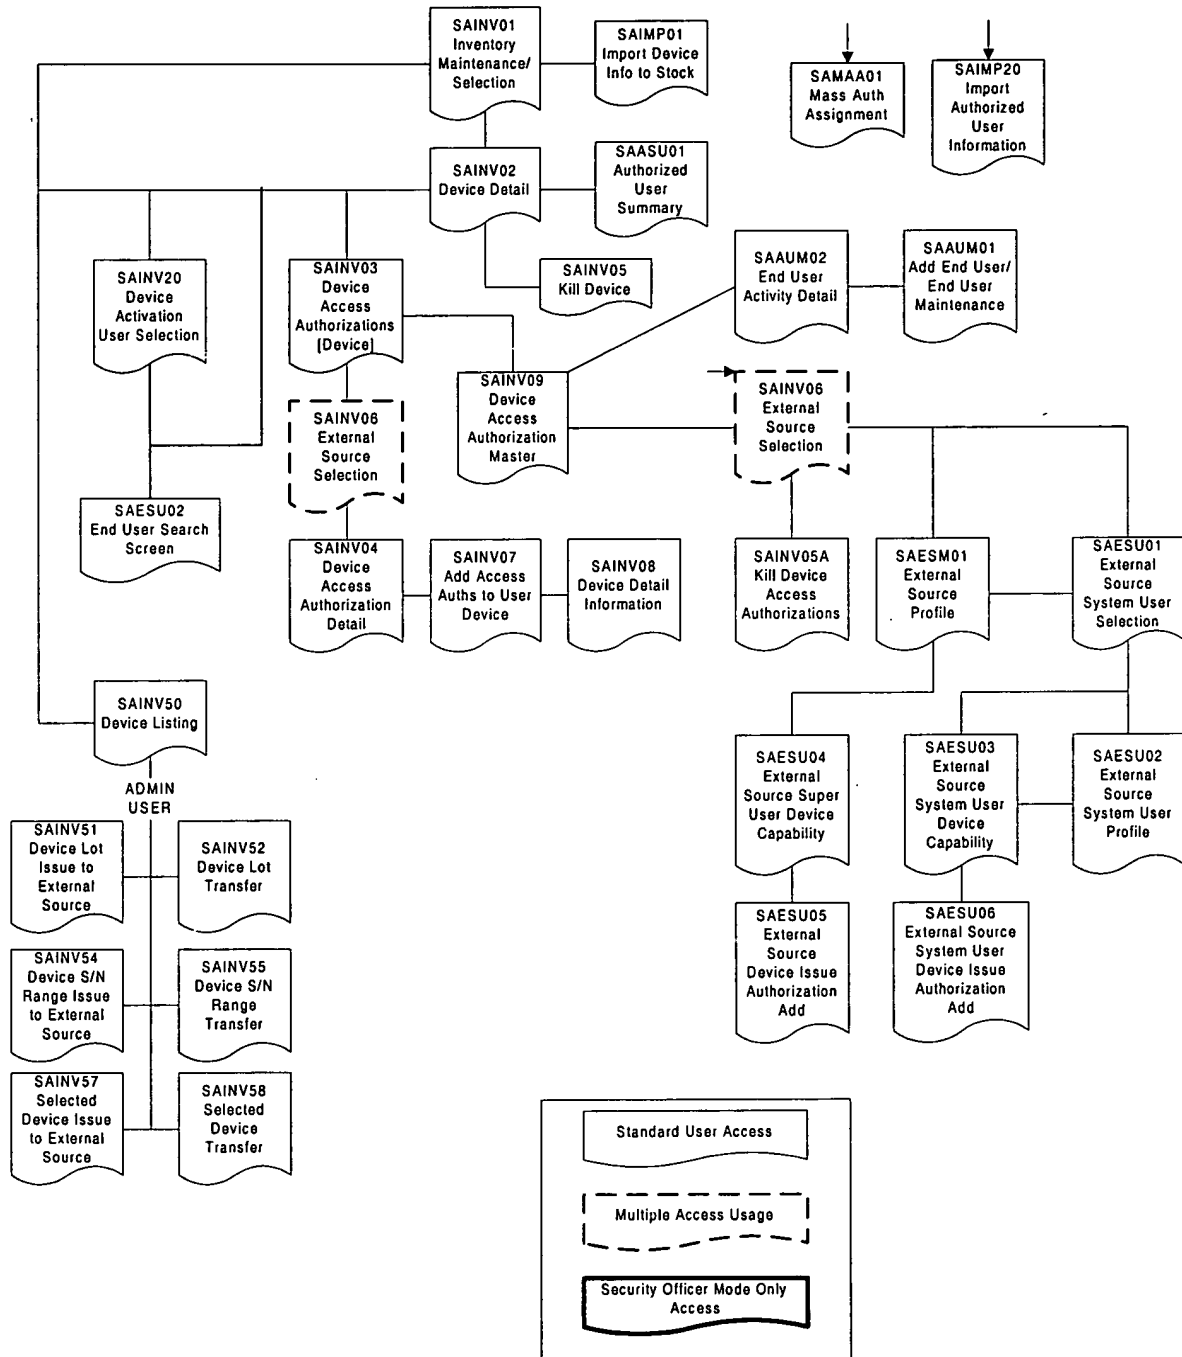 SAINV01
Inventory
Maintenance/
Selection
SAIMP01
Import Device
Info to Stock
SAMAA01
Mass Auth
Assignment
SAIMP20
Import
Authorized
User
Information
SAINV02
Device Detail
SAASU01
Authorized
User
Summary
SAINV20
Device
Activation
User Selection
SAINV03
Device
Access
Authorizations
[Device]
SAINV05
Kill Device
SAAUM02
End User
Activity Detail
SAAUM01
Add End User/
End User
Maintenance
SAINV06
External
Source
Selection
SAINV09
Device
Access
Authorization
Master
SAINV06
External
Source
Selection
SAESU02
End User Search
Screen
SAINV04
Device
Access
Authorization
Detail
SAINV07
Add Access
Auths to User
Device
SAINV08
Device Detail
Information
SAINV05A
Kill Device
Access
Authorizations
SAESM01
External
Source
Profile
SAESU01
External
Source
System User
Selection
SAINV50
Device Listing
ADMIN
USER
SAESU04
External
Source Super
User Device
Capability
SAESU03
External
Source
System User
Device
Capability
SAESU02
External
Source
System User
Profile
SAINV51
Device Lot
Issue to
External
Source
SAINV52
Device Lot
Transfer
SAESU05
External
Source
Device Issue
Authorization
Add
SAESU06
External Source
System User
Device Issue
Authorization
Add
SAINV54
Device S/N
Range Issue
to External
Source
SAINV55
Device S/N
Range
Transfer
SAINV57
Selected
Device Issue
to External
Source
SAINV58
Selected
Device
Transfer
Standard User Access
Multiple Access Usage
Security Officer Mode Only
Access